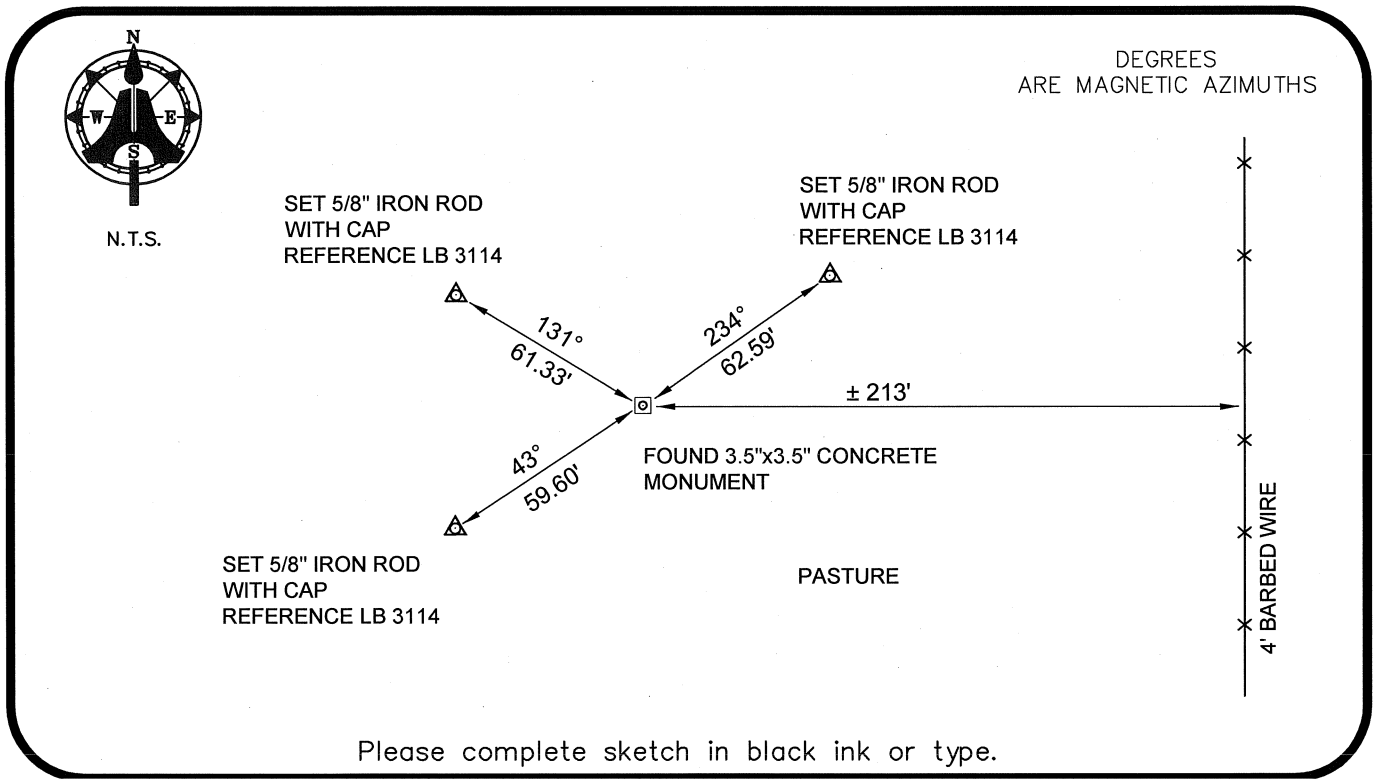 N
W
E
S
N.T.S.
DEGREES
ARE MAGNETIC AZIMUTHS
SET 5/8" IRON ROD
WITH CAP
REFERENCE LB 3114
SET 5/8" IRON ROD
WITH CAP
REFERENCE LB 3114
131°
61.33'
234°
62.59'
± 213'
43°
59.60'
FOUND 3.5"x3.5" CONCRETE
MONUMENT
SET 5/8" IRON ROD
WITH CAP
REFERENCE LB 3114
PASTURE
4' BARBED WIRE
Please complete sketch in black ink or type.